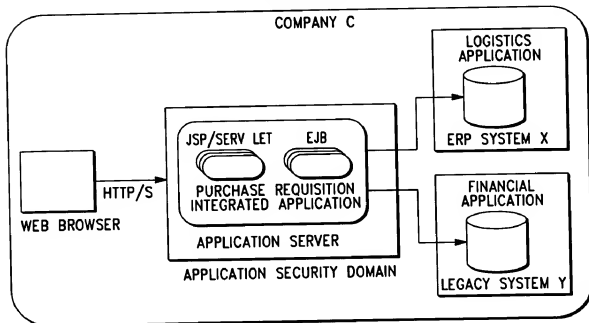 COMPANY C
LOGISTICS
APPLICATION
ERP SYSTEM X
JSP/SERV LET
EJB
PURCHASE REQUISITION
INTEGRATED APPLICATION
HTTP/S
WEB BROWSER
APPLICATION SERVER
APPLICATION SECURITY DOMAIN
FINANCIAL
APPLICATION
LEGACY SYSTEM Y